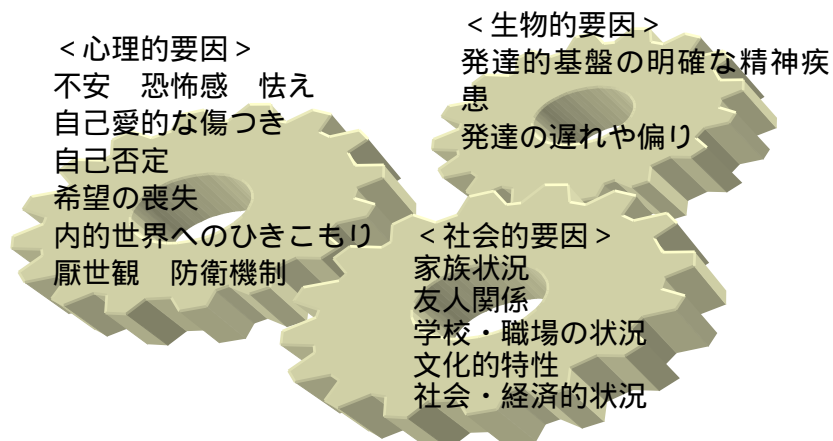 ＜心理的要因＞
不安　恐怖感　怯え
自己愛的な傷つき
自己否定
希望の喪失
内的世界へのひきこもり
厭世観　防衛機制
＜生物的要因＞
発達的基盤の明確な精神疾
患
発達の遅れや偏り
＜社会的要因＞
家族状況
友人関係
学校・職場の状況
文化的特性
社会・経済的状況